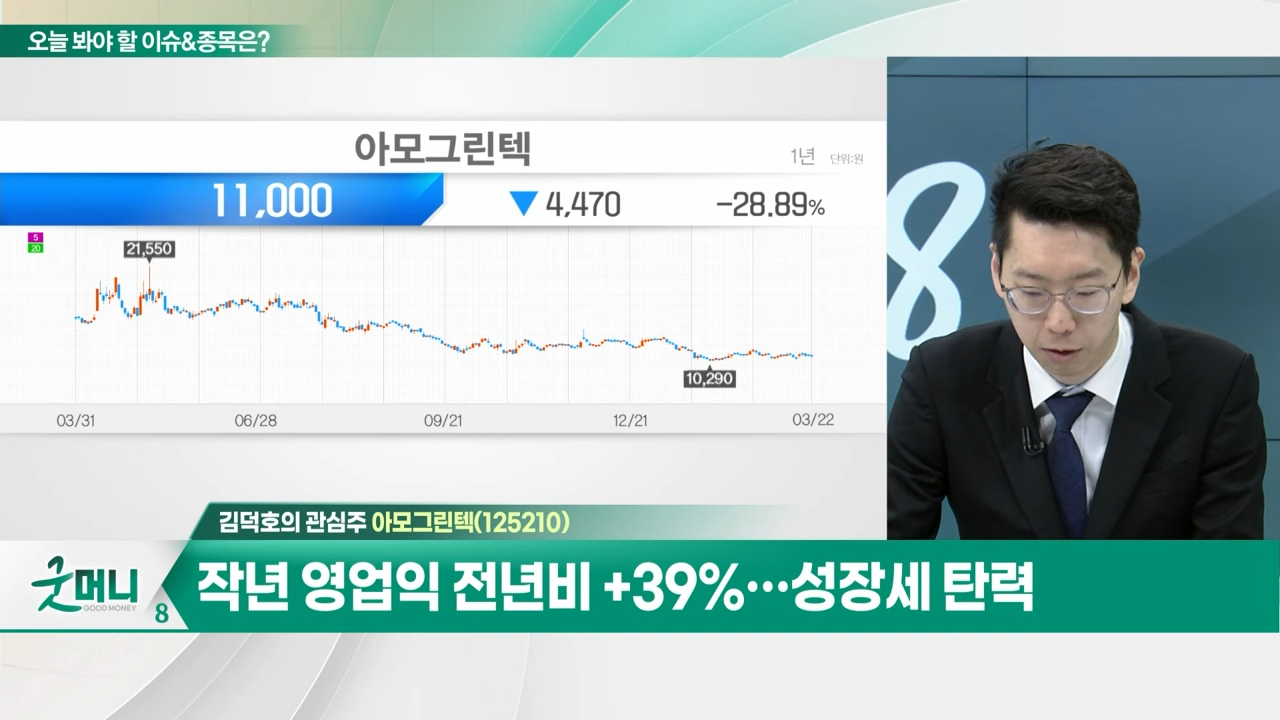 오늘 봐야 할 이슈&종목은?
아모그린텍
1년 단위:원
11,000 ▼ 4,470 -28.89%
5
20
21,550
10,290
03/31 06/28 09/21 12/21 03/22
8
김덕호의 관심주 아모그린텍(125210)
굿머니
GOOD MONEY
8
작년 영업익 전년비 +39%…성장세 탄력